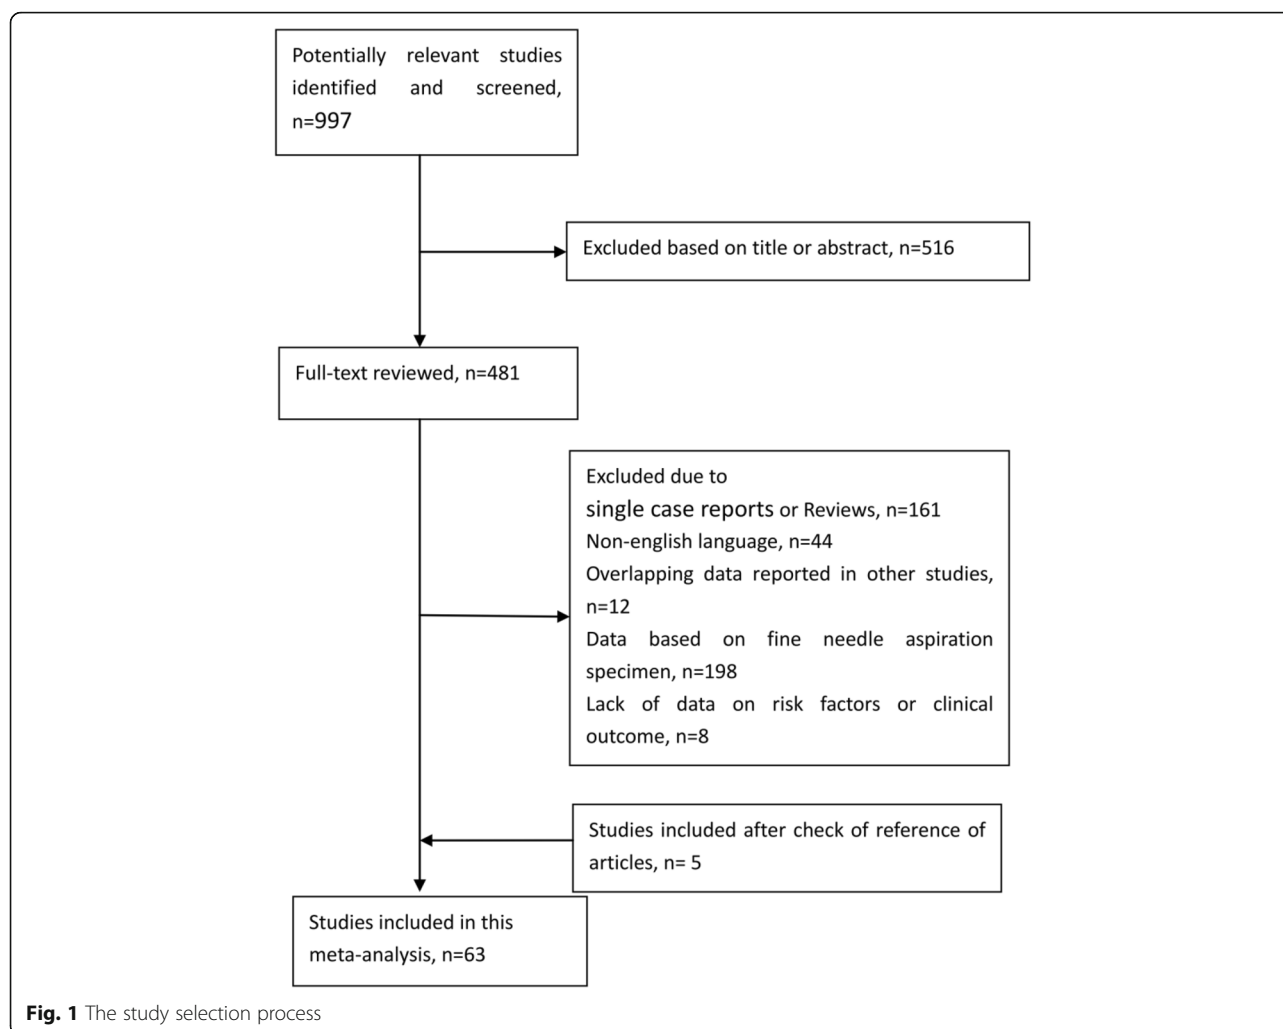 Potentially relevant studies
identified and screened,
n=997
Excluded based on title or abstract, n=516
Full-text reviewed, n=481
Excluded due to
single case reports or Reviews, n=161
Non-english language, n=44
Overlapping data reported in other studies,
n=12
Data based on fine needle aspiration
specimen, n=198
Lack of data on risk factors or clinical
outcome, n=8
Studies included after check of reference of
articles, n= 5
Studies included in this
meta-analysis, n=63
Fig. 1 The study selection process